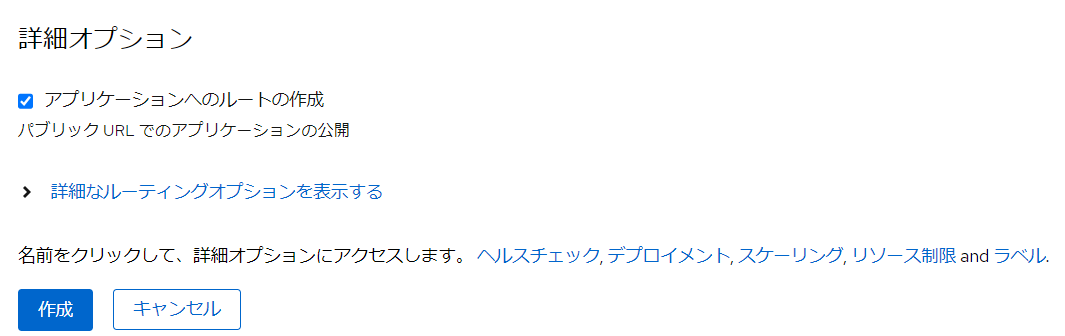 詳細オプション
アプリケーションへのルートの作成
パブリック URL でのアプリケーションの公開
詳細なルーティングオプションを表示する
名前をクリックして、詳細オプションにアクセスします。 ヘルスチェック, デプロイメント, スケーリング, リソース制限 and ラベル.
作成 キャンセル